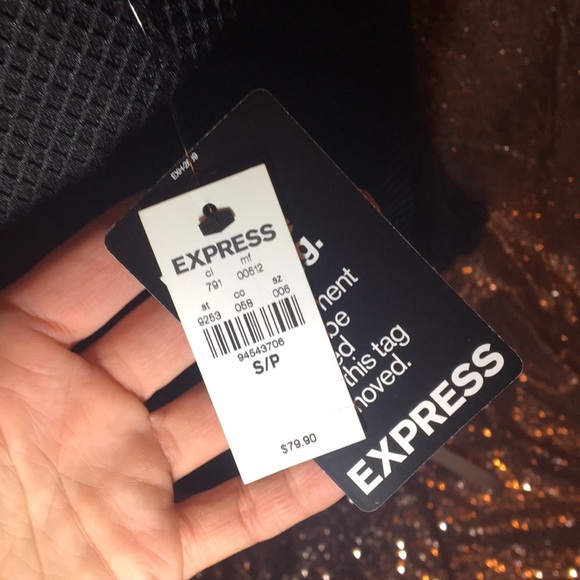 EXPRESS
cl mf
791 00512
st co sz
9253 058 006
94543706
S/P
$79.90
g.
ment
be
ed
this tag
moved.
EXPRESS